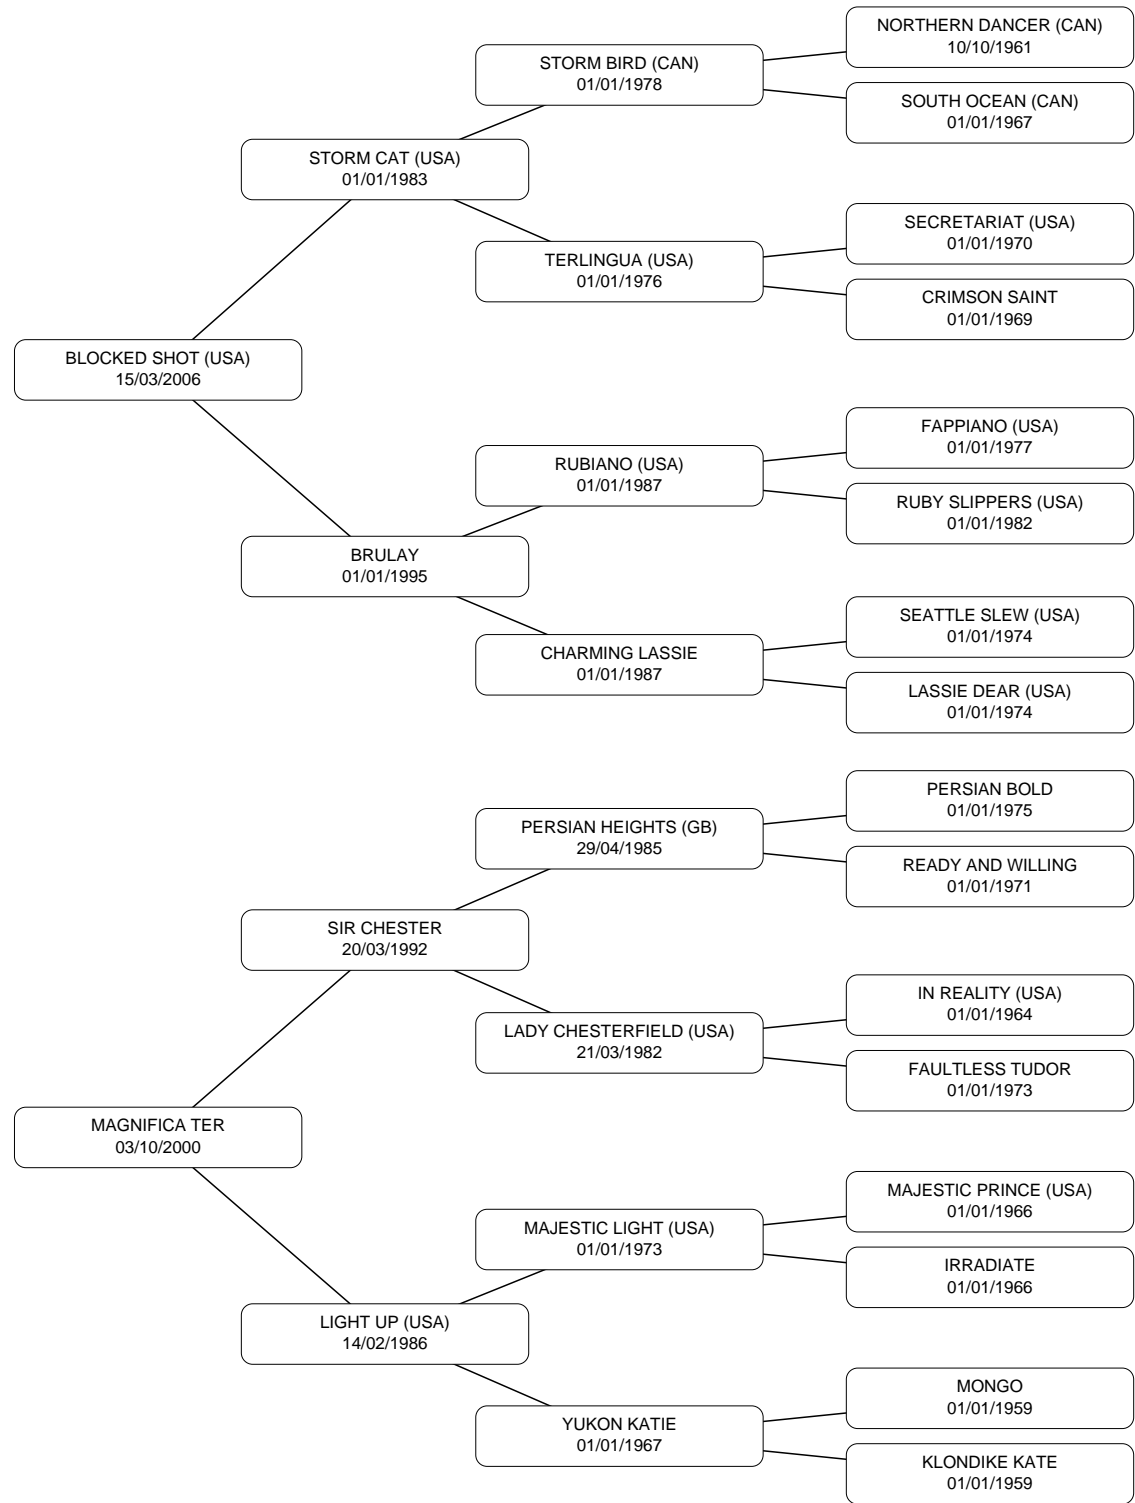 NORTHERN DANCER (CAN)
10/10/1961
STORM BIRD (CAN)
01/01/1978
SOUTH OCEAN (CAN)
01/01/1967
STORM CAT (USA)
01/01/1983
SECRETARIAT (USA)
01/01/1970
TERLINGUA (USA)
01/01/1976
CRIMSON SAINT
01/01/1969
BLOCKED SHOT (USA)
15/03/2006
FAPPIANO (USA)
01/01/1977
RUBIANO (USA)
01/01/1987
RUBY SLIPPERS (USA)
01/01/1982
BRULAY
01/01/1995
SEATTLE SLEW (USA)
01/01/1974
CHARMING LASSIE
01/01/1987
LASSIE DEAR (USA)
01/01/1974
PERSIAN BOLD
01/01/1975
PERSIAN HEIGHTS (GB)
29/04/1985
READY AND WILLING
01/01/1971
SIR CHESTER
20/03/1992
IN REALITY (USA)
01/01/1964
LADY CHESTERFIELD (USA)
21/03/1982
FAULTLESS TUDOR
01/01/1973
MAGNIFICA TER
03/10/2000
MAJESTIC PRINCE (USA)
01/01/1966
MAJESTIC LIGHT (USA)
01/01/1973
IRRADIATE
01/01/1966
LIGHT UP (USA)
14/02/1986
MONGO
01/01/1959
YUKON KATIE
01/01/1967
KLONDIKE KATE
01/01/1959